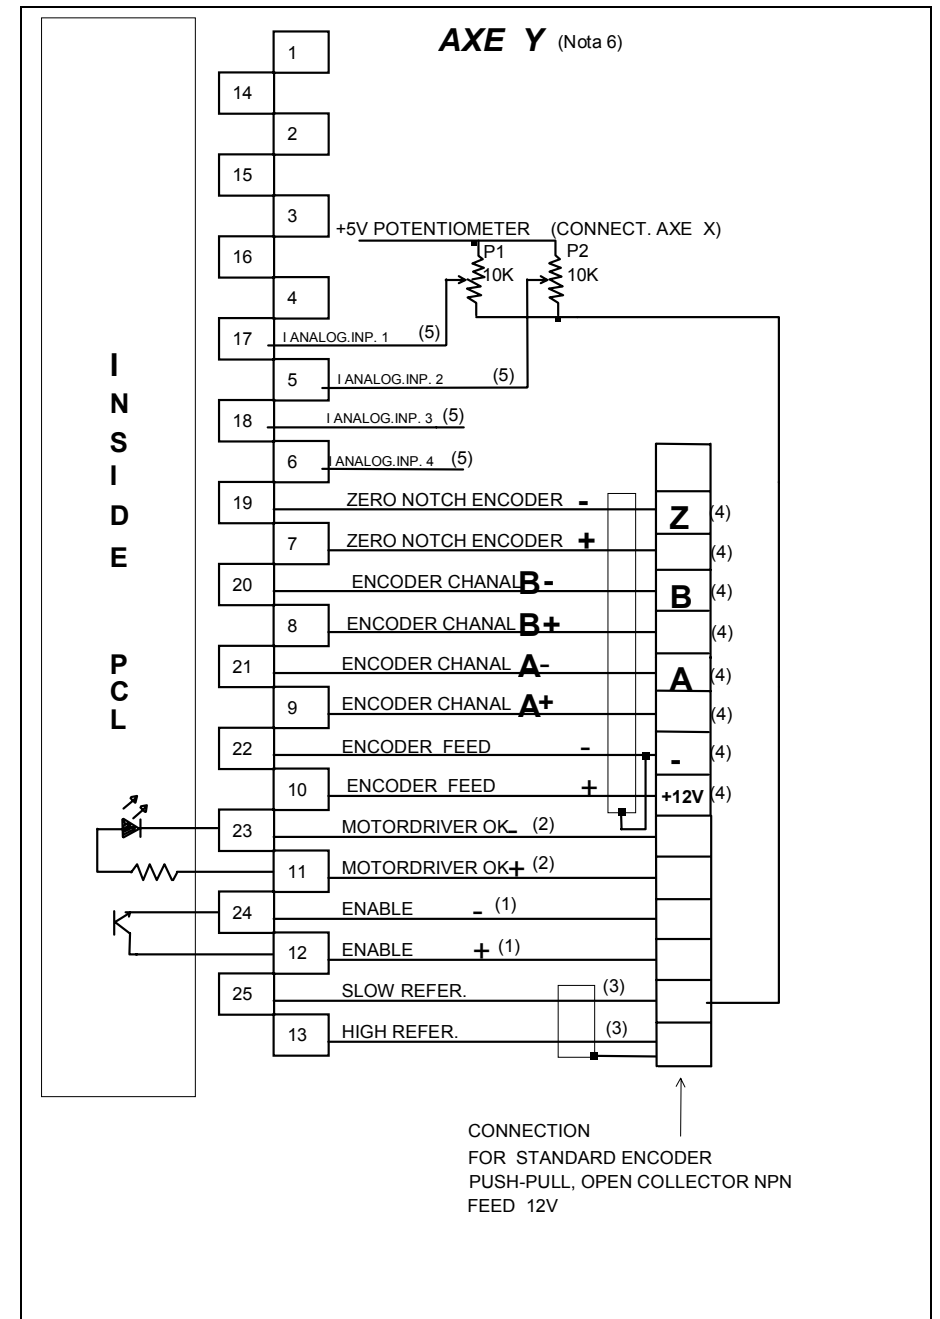 AXE Y (Nota 6)
1
14
2
15
3
+5V POTENTIOMETER (CONNECT. AXE X)
16
P1 P2
10K 10K
4
17 I ANALOG.INP. 1 (5)
5 I ANALOG.INP. 2 (5)
18 I ANALOG.INP. 3 (5)
6 I ANALOG.INP. 4 (5)
19 ZERO NOTCH ENCODER - Z (4)
7 ZERO NOTCH ENCODER + (4)
20 ENCODER CHANAL B- B (4)
8 ENCODER CHANAL B+ (4)
21 ENCODER CHANAL A- A (4)
9 ENCODER CHANAL A+ (4)
22 ENCODER FEED - - (4)
10 ENCODER FEED + +12V (4)
23 MOTORDRIVER OK- (2)
11 MOTORDRIVER OK+ (2)
24 ENABLE - (1)
12 ENABLE + (1)
25 SLOW REFER. (3)
13 HIGH REFER. (3)
INSIDE PCL
CONNECTION
FOR STANDARD ENCODER
PUSH-PULL, OPEN COLLECTOR NPN
FEED 12V